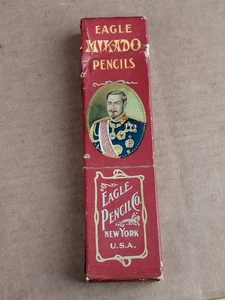 EAGLE
MIKADO
PENCILS
EAGLE
PENCIL CO.
NEW YORK
U.S.A.